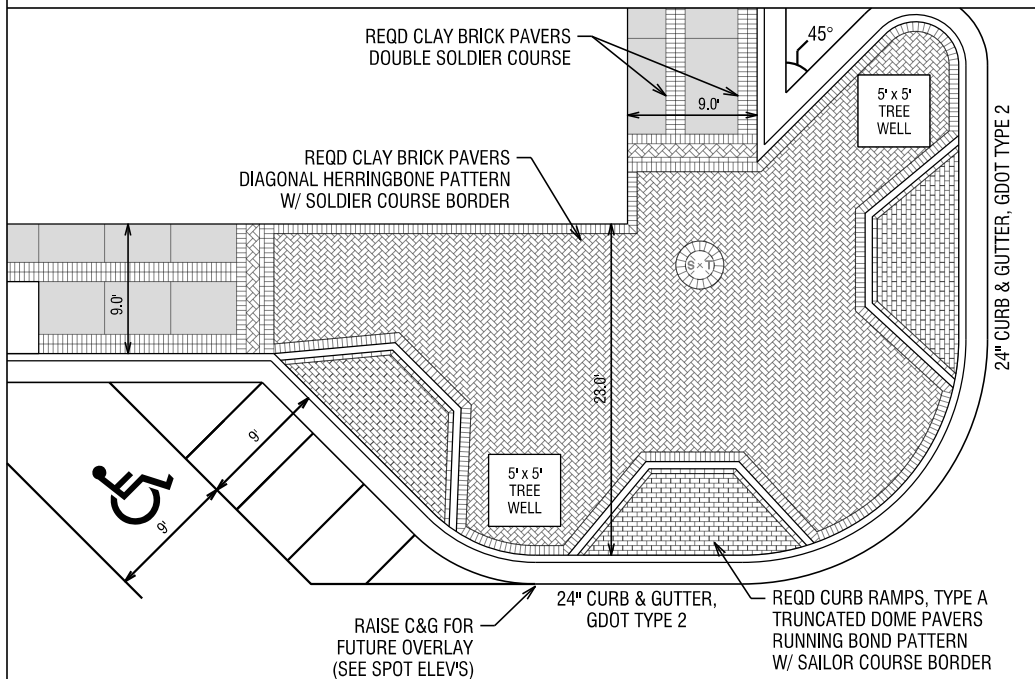 REQD CLAY BRICK PAVERS
DOUBLE SOLDIER COURSE
45°
9.0'
5' x 5'
TREE
WELL
24" CURB & GUTTER, GDOT TYPE 2
REQD CLAY BRICK PAVERS
DIAGONAL HERRINGBONE PATTERN
W/ SOLDIER COURSE BORDER
S x T
9.0'
23.0'
9'
9'
5' x 5'
TREE
WELL
24" CURB & GUTTER,
GDOT TYPE 2
RAISE C&G FOR
FUTURE OVERLAY
(SEE SPOT ELEV'S)
REQD CURB RAMPS, TYPE A
TRUNCATED DOME PAVERS
RUNNING BOND PATTERN
W/ SAILOR COURSE BORDER